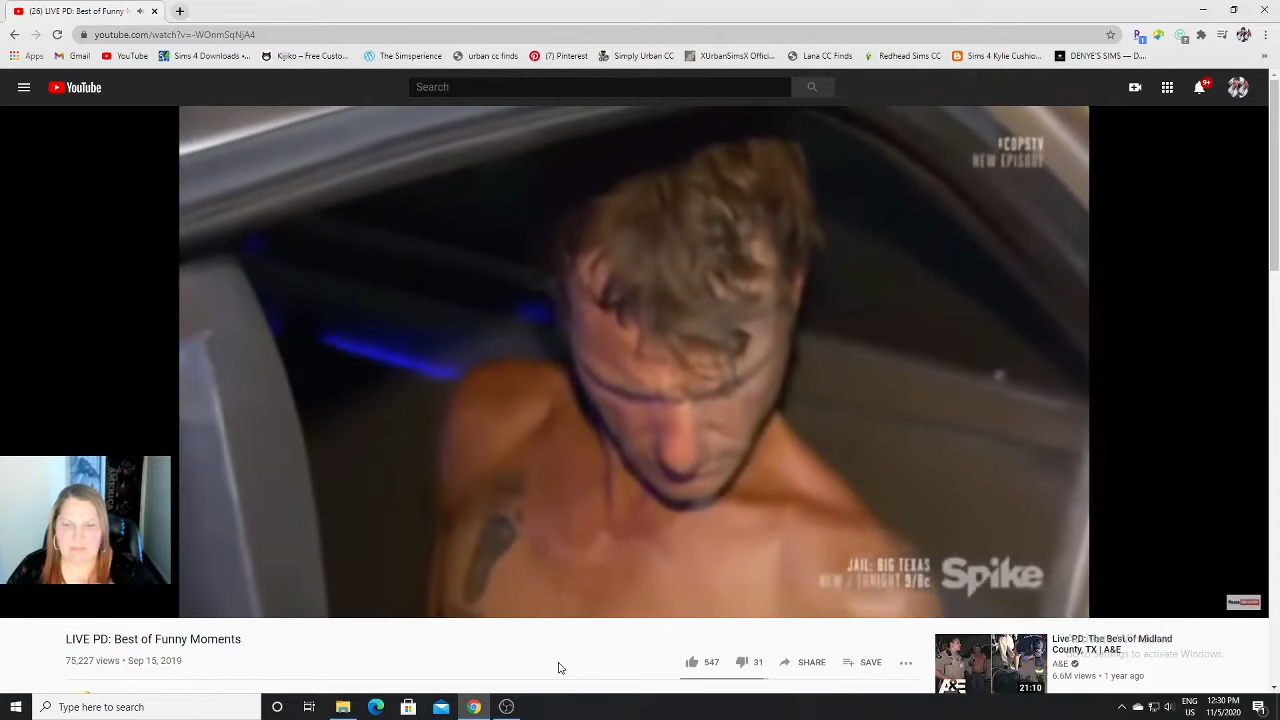 (26) LIVE PD: Best of Funny M
youtube.com/watch?v=-WOnmSqNjA4
Apps
Gmail
YouTube
Sims 4 Downloades •...
Kijiko – Free Custo...
The Simsperience
urban cc finds
(7) Pinterest
Simply Urban CC
XUrbanSimsX Offici...
Lana CC Finds
Redhead Sims CC
Sims 4 Kylie Cushio...
DENYE'S SIMS — D...
YouTube
Search
9+
#COPSTV
NEW EPISODE
JAIL: BIG TEXAS
NEW / TONIGHT 9/8c
Spike
LIVE PD: Best of Funny Moments
75,227 views • Sep 15, 2019
547
31
SHARE
SAVE
A&E
21:10
Live PD: The Best of Midland
County, TX | A&E
Go to Settings to activate Windows.
A&E
6.6M views • 1 year ago
Type here to search
ENG
US
12:30 PM
11/5/2020